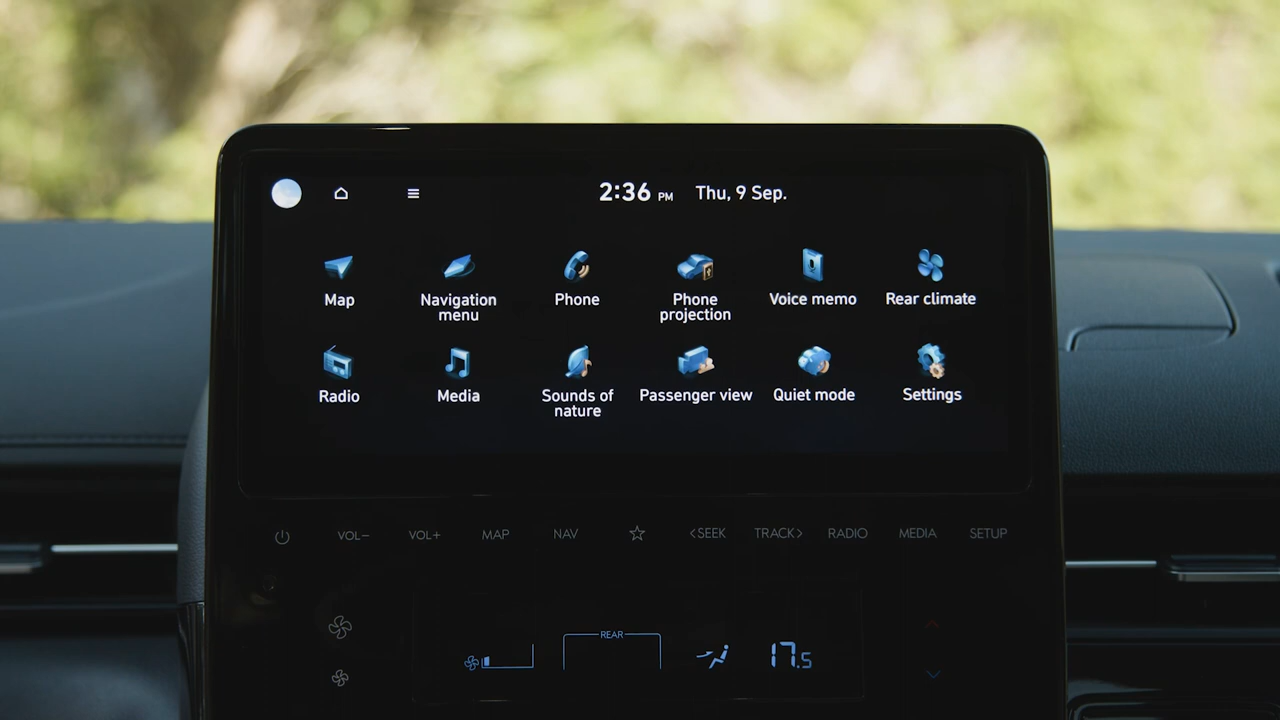 2:36 PM Thu, 9 Sep.
Map
Navigation
menu
Phone
Phone
projection
Voice memo
Rear climate
Radio
Media
Sounds of
nature
Passenger view
Quiet mode
Settings
VOL− VOL+ MAP NAV <SEEK TRACK> RADIO MEDIA SETUP
REAR
17.5